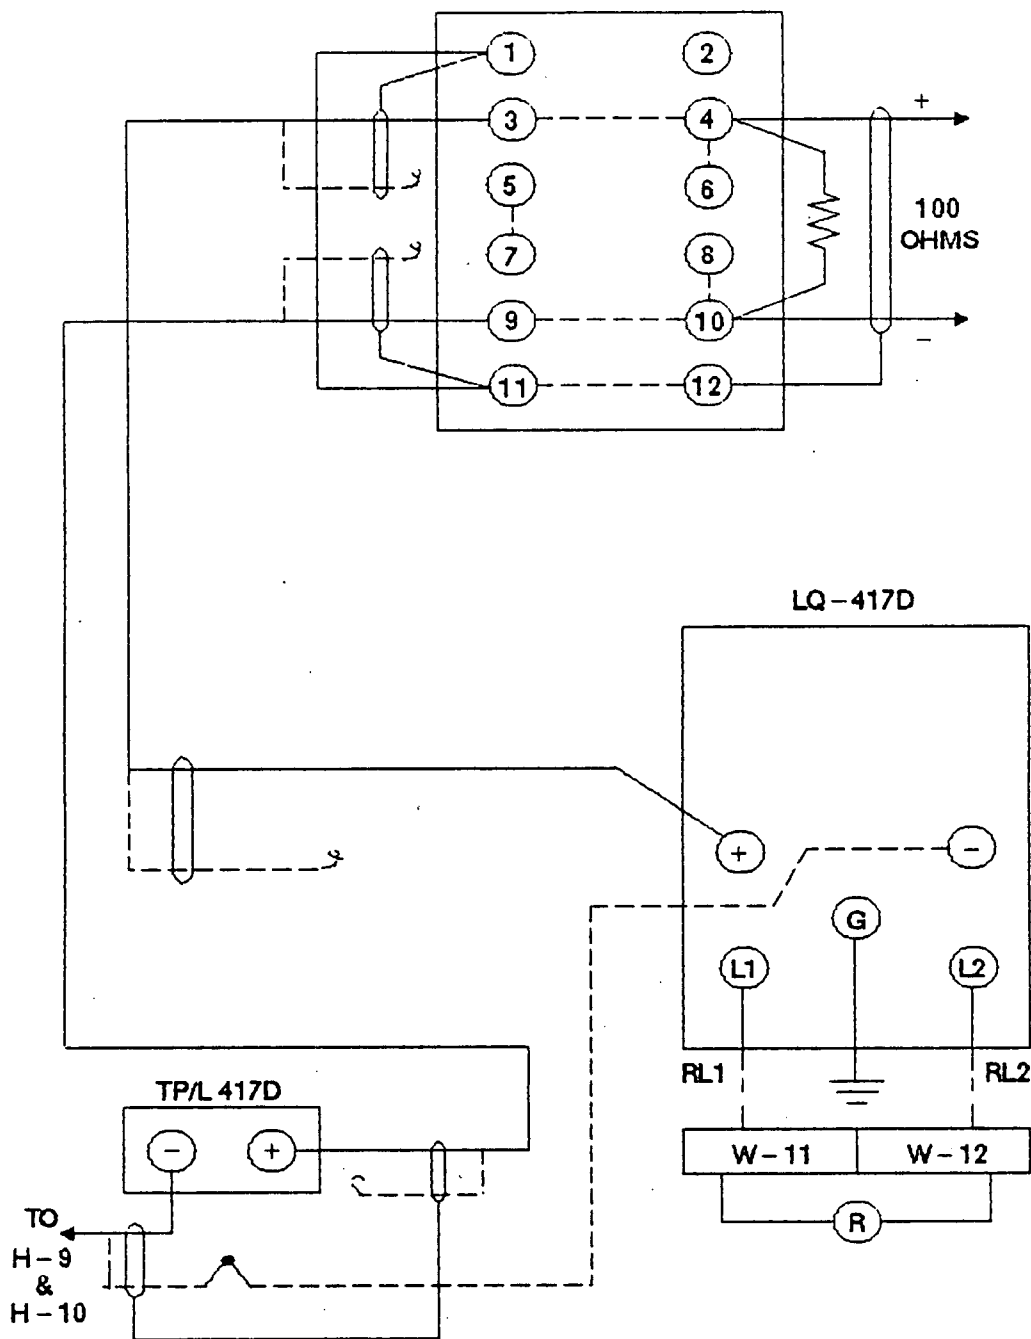 1 2
3 4 +
5 6
100
OHMS
7 8
9 10 -
11 12
LQ-417D
+ -
G
L1 L2
RL1 RL2
TP/L 417D
- +
W-11 W-12
TO
R
H-9
&
H-10